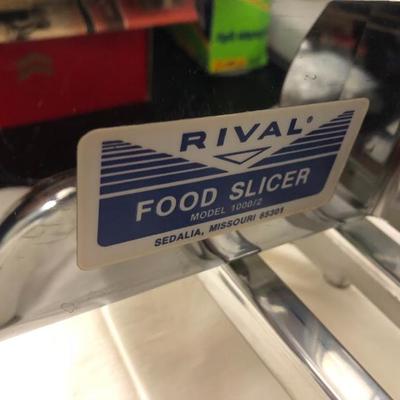 RIVAL®
FOOD SLICER
MODEL 1000/2
SEDALIA, MISSOURI 65301